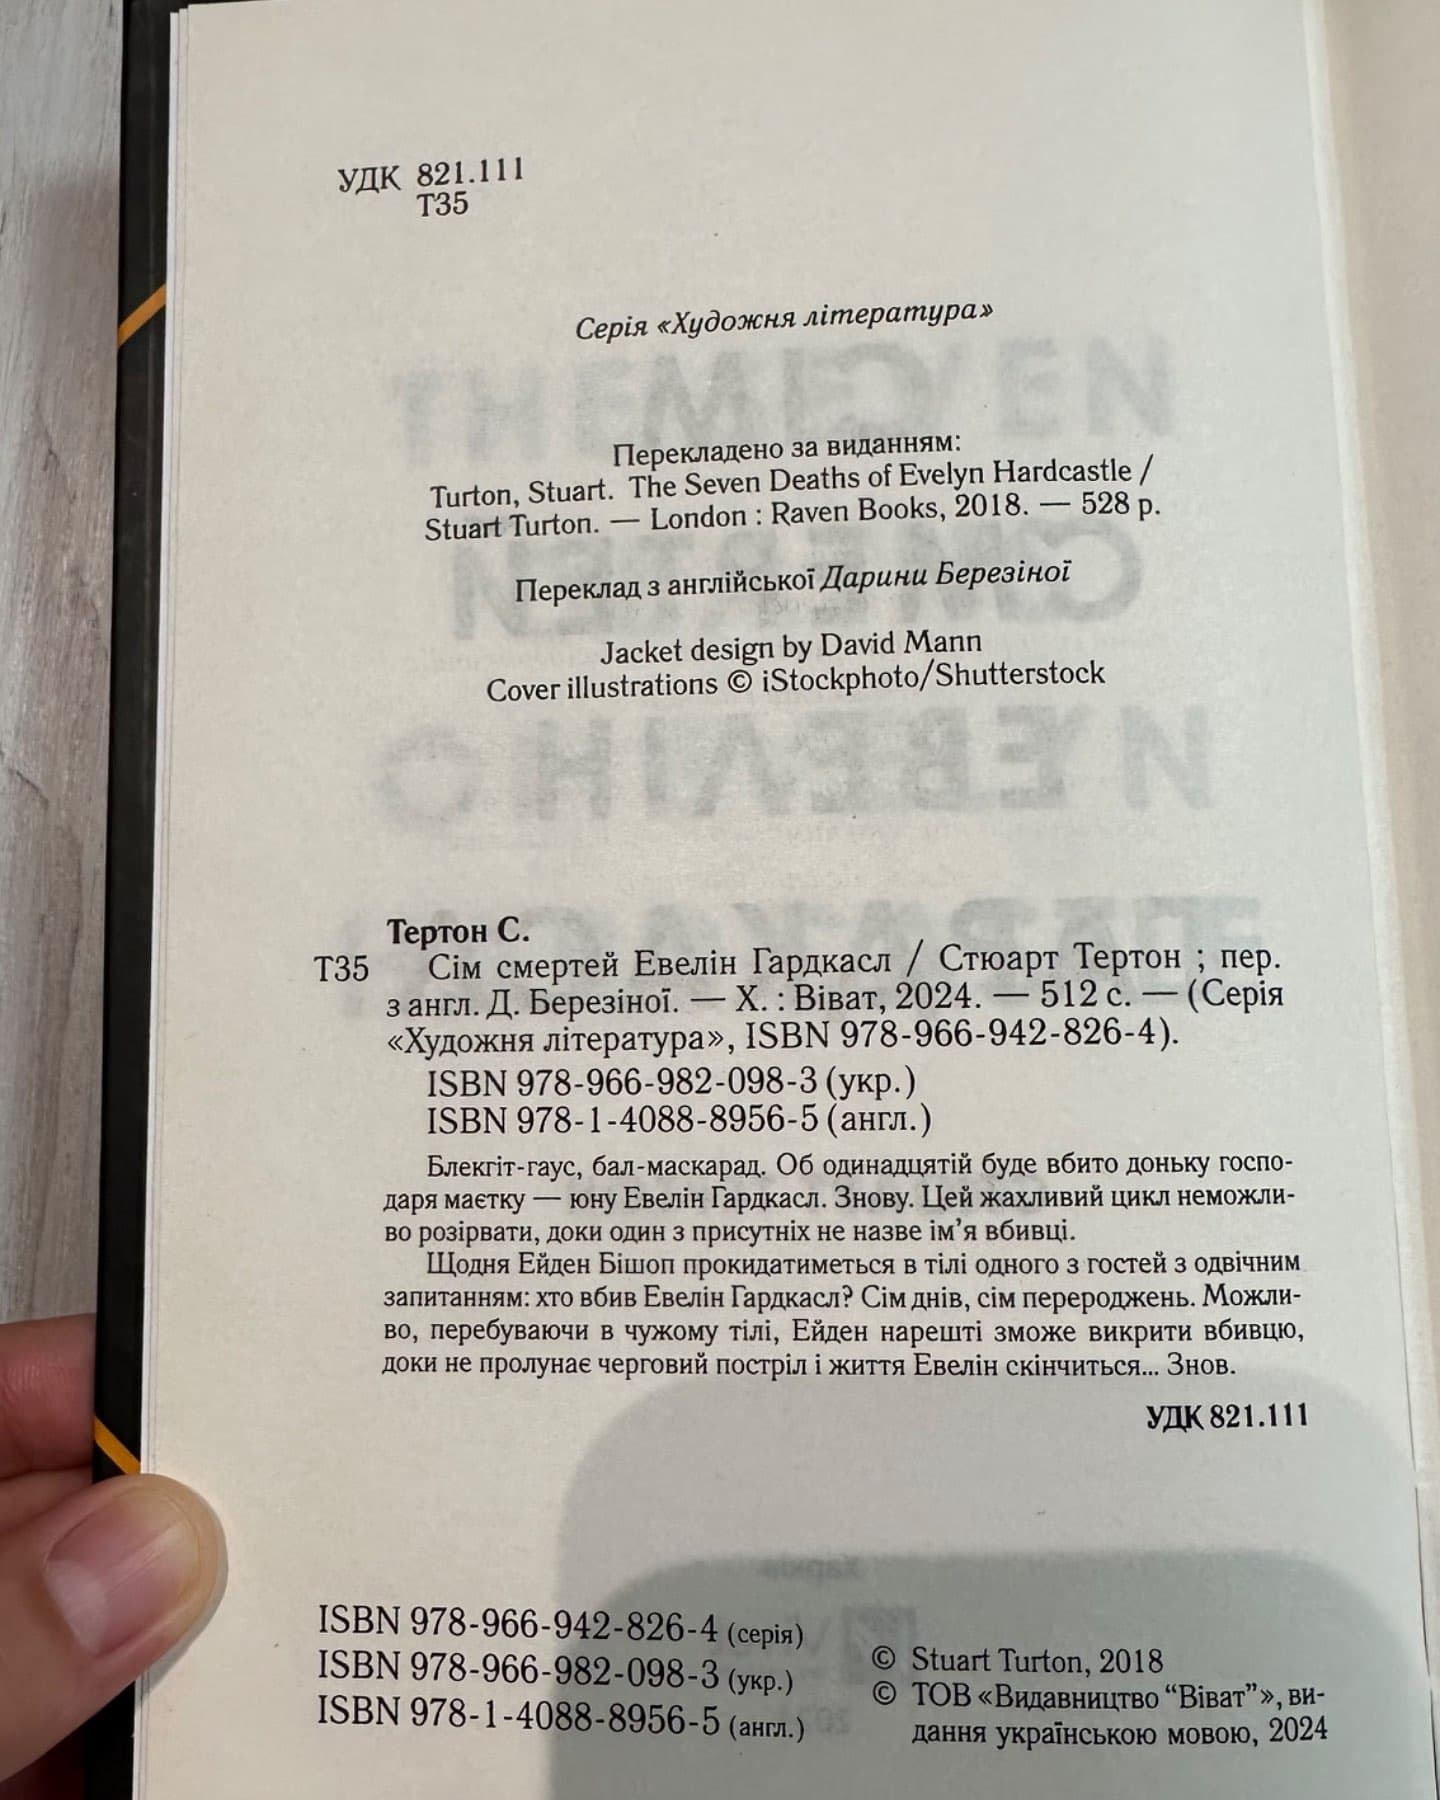 УДК 821.111
Т35
Серія «Художня література»
Перекладено за виданням:
Turton, Stuart. The Seven Deaths of Evelyn Hardcastle /
Stuart Turton. — London : Raven Books, 2018. — 528 p.
Переклад з англійської Дарини Березіної
Jacket design by David Mann
Cover illustrations © iStockphoto/Shutterstock
Тертон С.
Т35 Сім смертей Евелін Гардкасл / Стюарт Тертон ; пер.
з англ. Д. Березіної. — Х. : Віват, 2024. — 512 с. — (Серія
«Художня література», ISBN 978-966-942-826-4).
ISBN 978-966-982-098-3 (укр.)
ISBN 978-1-4088-8956-5 (англ.)
Блекгіт-гаус, бал-маскарад. Об одинадцятій буде вбито доньку госпо-
даря маєтку — юну Евелін Гардкасл. Знову. Цей жахливий цикл неможли-
во розірвати, доки один з присутніх не назве ім’я вбивці.
Щодня Ейден Бішоп прокидатиметься в тілі одного з гостей з одвічним
запитанням: хто вбив Евелін Гардкасл? Сім днів, сім перероджень. Можли-
во, перебуваючи в чужому тілі, Ейден нарешті зможе викрити вбивцю,
доки не пролунає черговий постріл і життя Евелін скінчиться... Знов.
УДК 821.111
ISBN 978-966-942-826-4 (серія)
ISBN 978-966-982-098-3 (укр.)
ISBN 978-1-4088-8956-5 (англ.)
© Stuart Turton, 2018
© ТОВ «Видавництво “Віват”», ви-
дання українською мовою, 2024